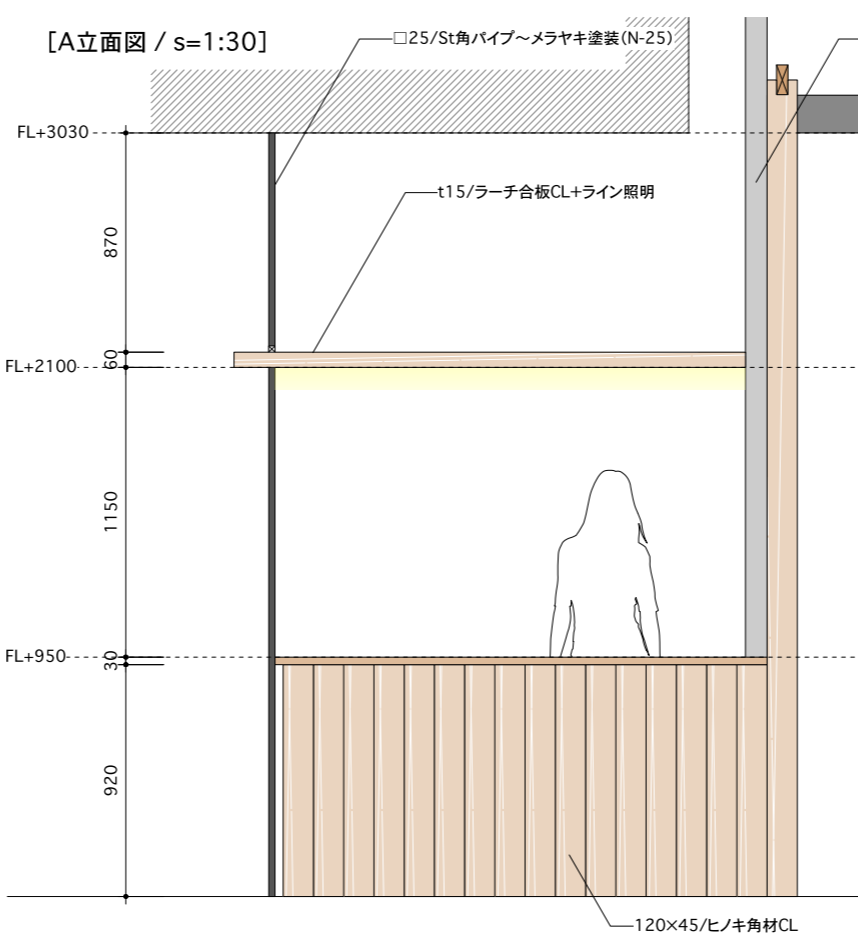 [A立面図 / s=1:30]
□25/St角パイプ～メラヤキ塗装(N-25)
FL+3030
t15/ラーチ合板CL+ライン照明
870
60
FL+2100
1150
FL+950
30
920
120×45/ヒノキ角材CL